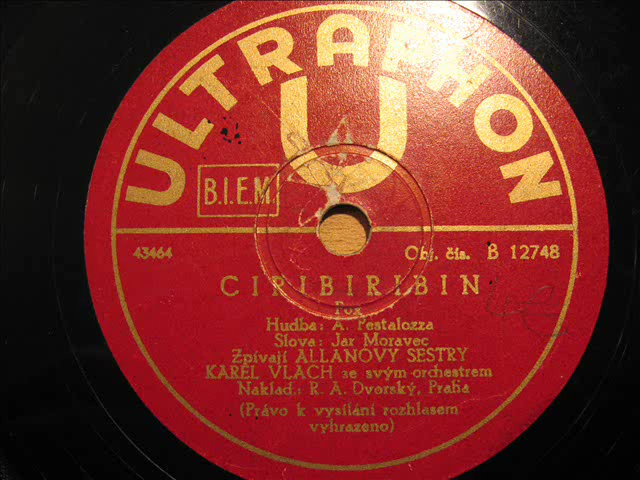 ULTRAPHON
U
B.I.E.M.
43464
Obj. čís. B 12748
CIRIBIRIBIN
Fox
Hudba: A. Pestalozza
Slova: Jar Moravec
Zpívají ALLANOVY SESTRY
KAREL VLACH se svým orchestrem
Naklad.: R. A. Dvorský, Praha
(Právo k vysílání rozhlasem
vyhrazeno)